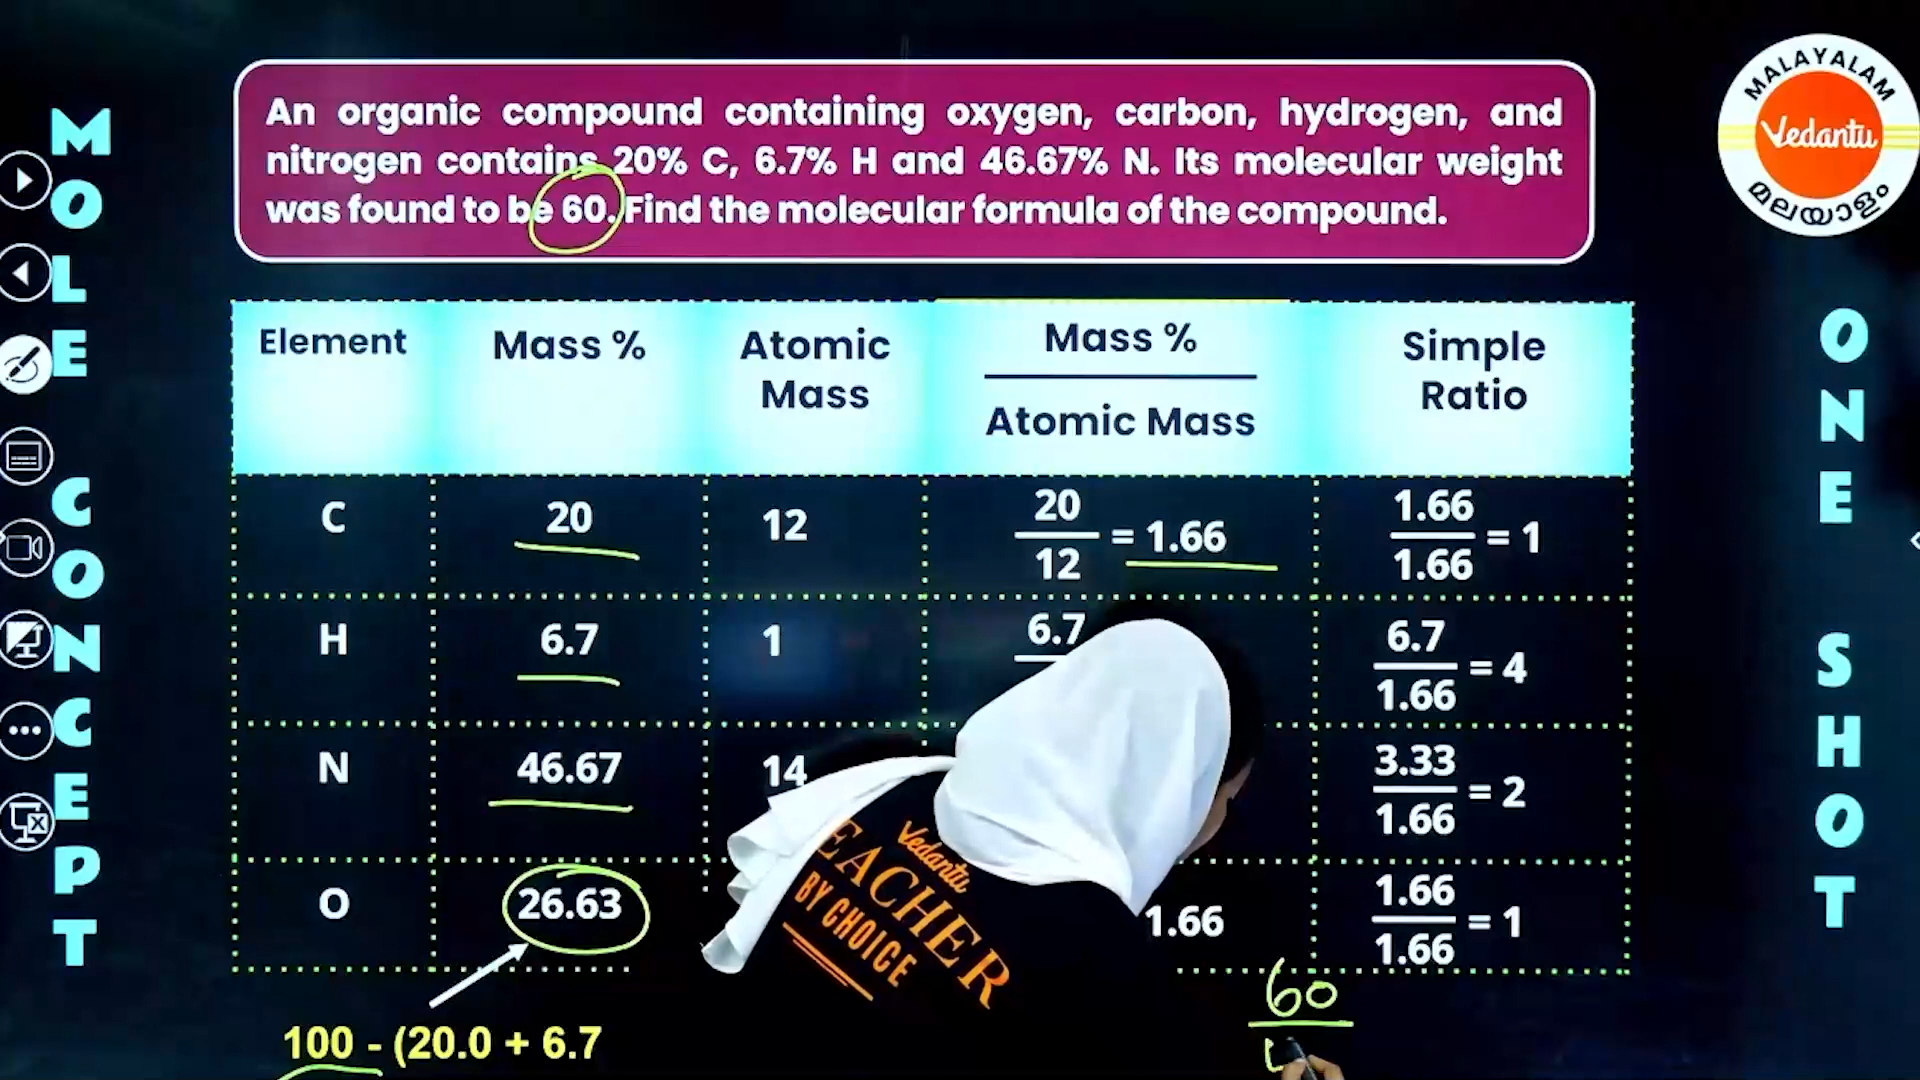 An organic compound containing oxygen, carbon, hydrogen, and
nitrogen contains 20% C, 6.7% H and 46.67% N. Its molecular weight
was found to be 60. Find the molecular formula of the compound.
MALAYALAM
Vedantu
മലയാളം
MOLE CONCEPT
ONE SHOT
Element Mass % Atomic Mass Mass % / Atomic Mass Simple Ratio
C 20 12 20/12 = 1.66 1.66/1.66 = 1
H 6.7 1 6.7 6.7/1.66 = 4
N 46.67 14 3.33/1.66 = 2
O 26.63 1.66 1.66/1.66 = 1
Vedantu
EACHER
BY CHOICE
100 - (20.0 + 6.7
60